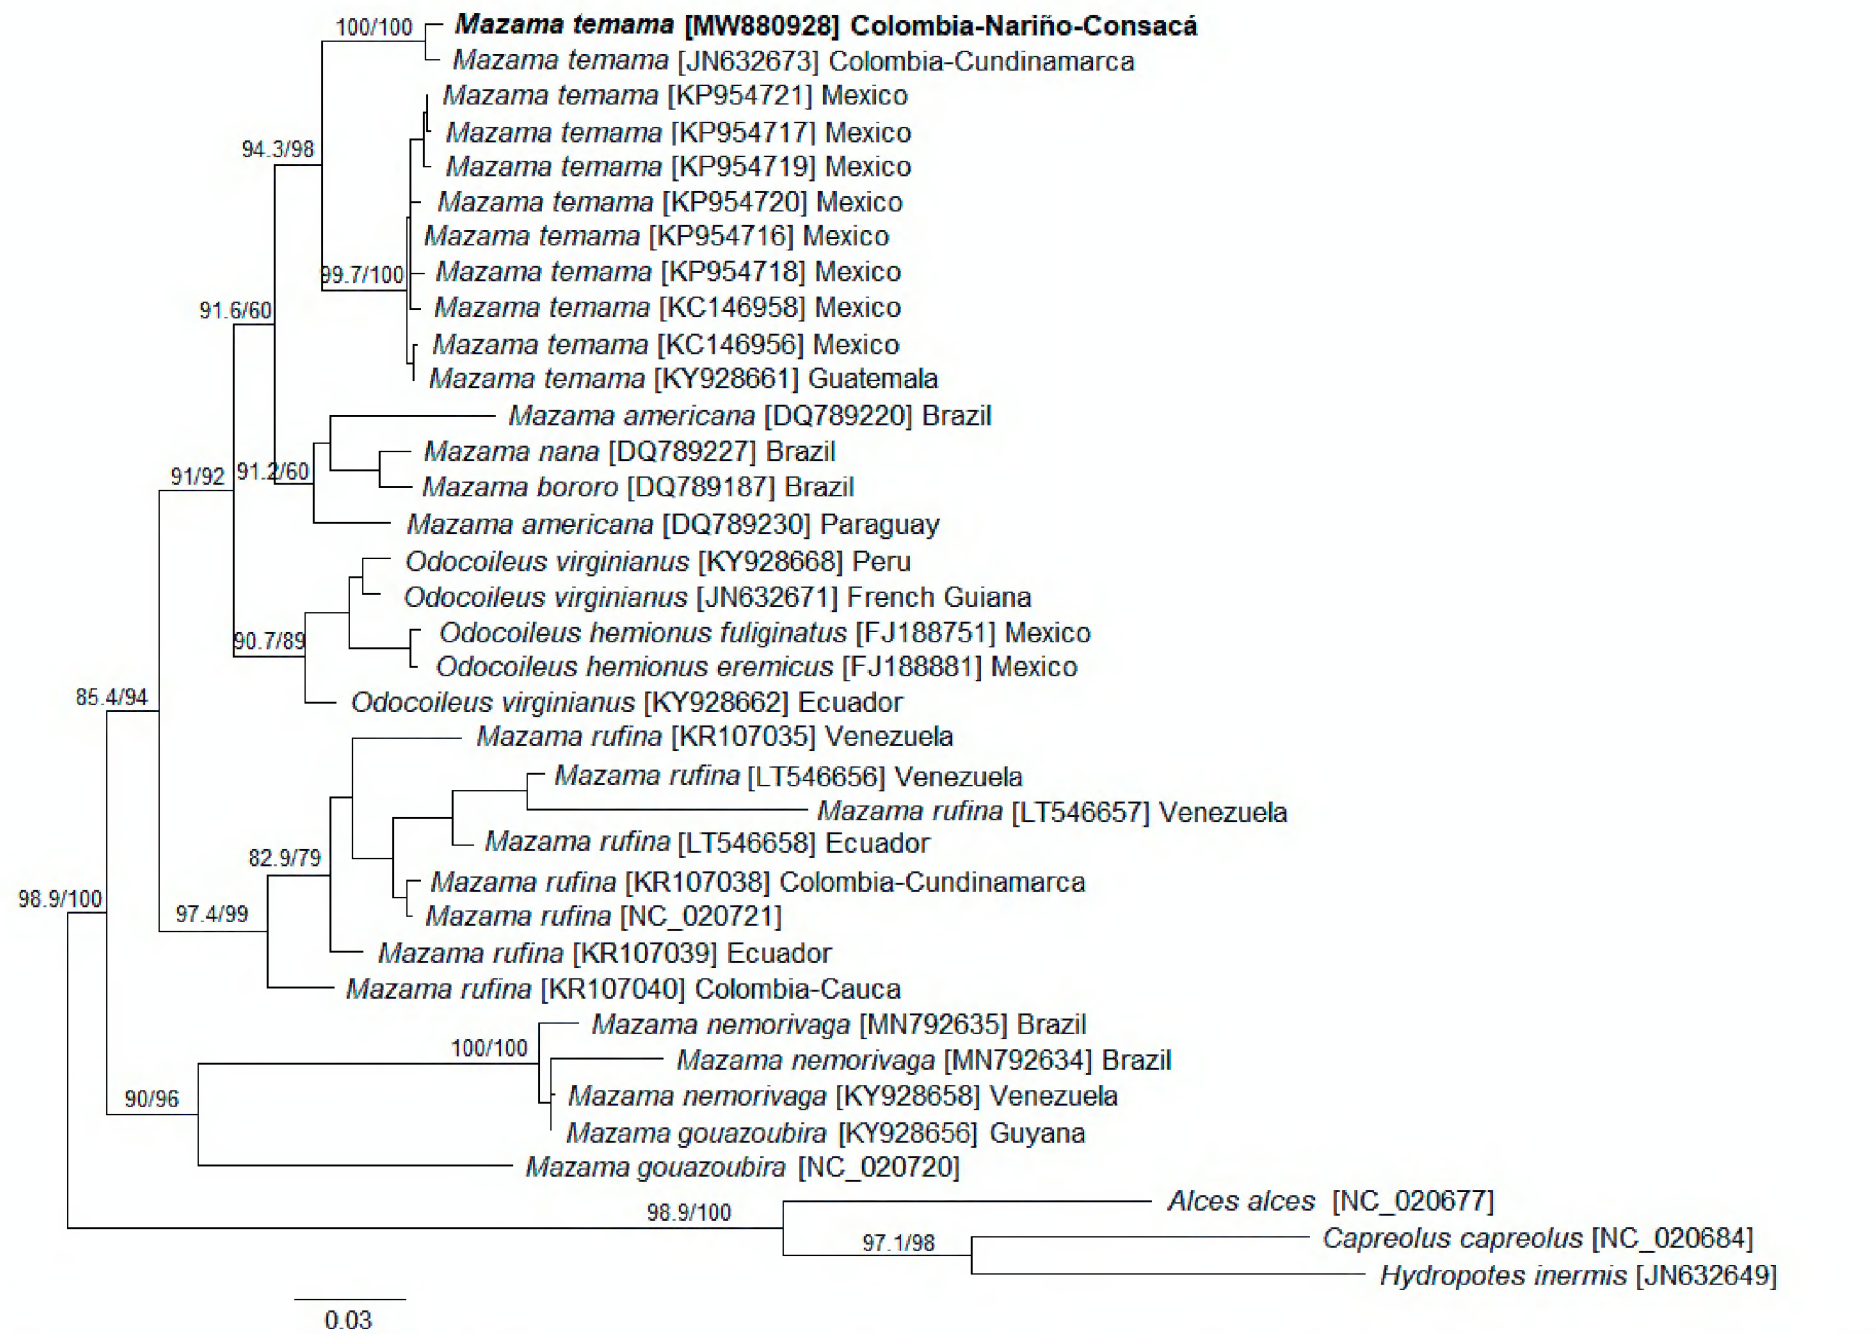 100/100
Mazama temama [MW880928] Colombia-Nariño-Consacá
Mazama temama [JN632673] Colombia-Cundinamarca
Mazama temama [KP954721] Mexico
Mazama temama [KP954717] Mexico
94.3/98
Mazama temama [KP954719] Mexico
Mazama temama [KP954720] Mexico
Mazama temama [KP954716] Mexico
99.7/100
Mazama temama [KP954718] Mexico
91.6/60
Mazama temama [KC146958] Mexico
Mazama temama [KC146956] Mexico
Mazama temama [KY928661] Guatemala
Mazama americana [DQ789220] Brazil
Mazama nana [DQ789227] Brazil
91/92
91.2/60
Mazama bororo [DQ789187] Brazil
Mazama americana [DQ789230] Paraguay
Odocoileus virginianus [KY928668] Peru
Odocoileus virginianus [JN632671] French Guiana
90.7/89
Odocoileus hemionus fuliginatus [FJ188751] Mexico
Odocoileus hemionus eremicus [FJ188881] Mexico
85.4/94
Odocoileus virginianus [KY928662] Ecuador
Mazama rufina [KR107035] Venezuela
Mazama rufina [LT546656] Venezuela
Mazama rufina [LT546657] Venezuela
Mazama rufina [LT546658] Ecuador
82.9/79
Mazama rufina [KR107038] Colombia-Cundinamarca
98.9/100
97.4/99
Mazama rufina [NC_020721]
Mazama rufina [KR107039] Ecuador
Mazama rufina [KR107040] Colombia-Cauca
Mazama nemorivaga [MN792635] Brazil
100/100
Mazama nemorivaga [MN792634] Brazil
90/96
Mazama nemorivaga [KY928658] Venezuela
Mazama gouazoubira [KY928656] Guyana
Mazama gouazoubira [NC_020720]
Alces alces [NC_020677]
98.9/100
97.1/98
Capreolus capreolus [NC_020684]
Hydropotes inermis [JN632649]
0.03